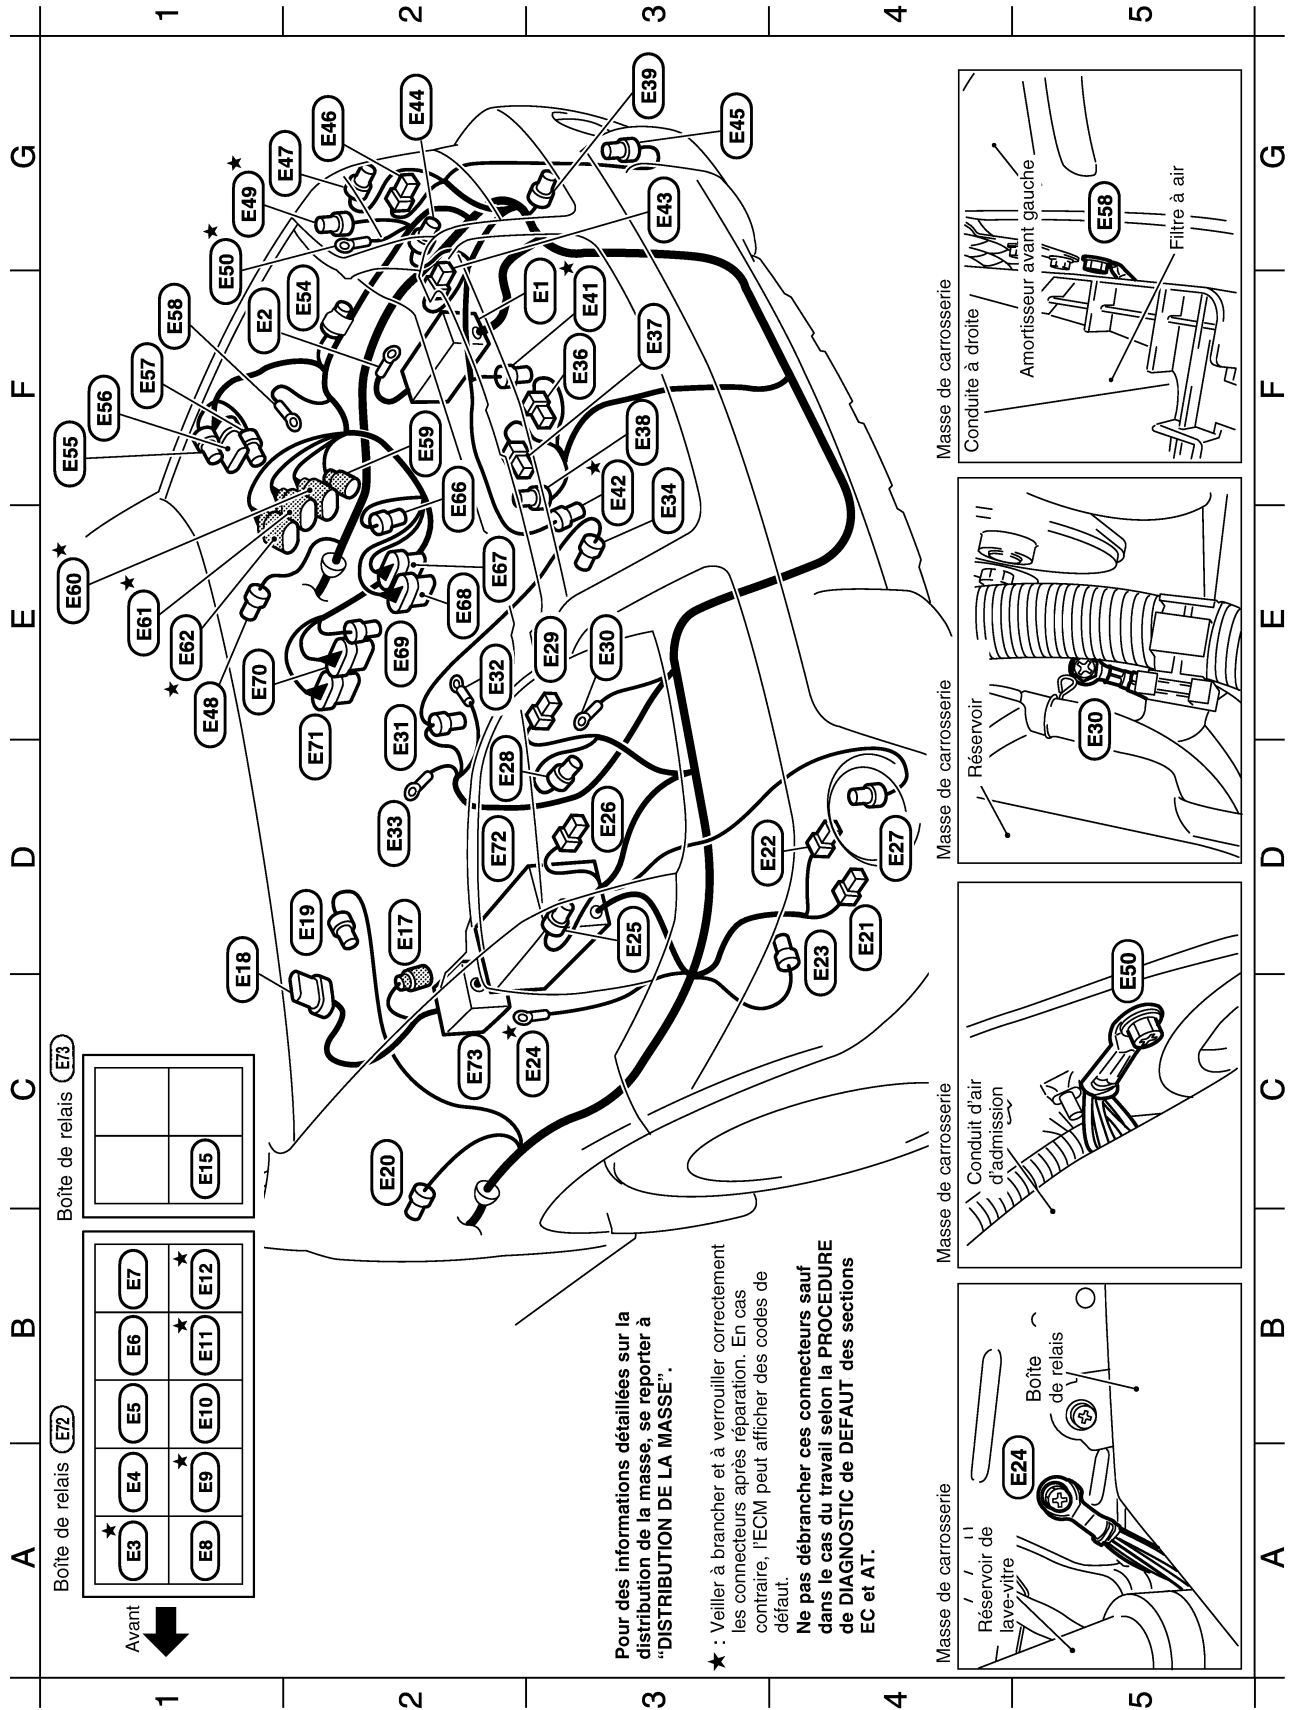 A
B
C
D
E
F
G
1
2
3
4
5
Avant
Boîte de relais E72
E3 ★
E4
E5
E6
E7
E8
E9 ★
E10
E11 ★
E12 ★
Boîte de relais E73
E15
E18
E19
E17
E20
E73
★ E24
E72
E25
E26
E28
E33
E31
E32
E29
E30
E23
E21
E22
E27
E48
★ E62
★ E61
★ E60
E70
E71
E69
E68
E67
E66
E59
E55
E56
E57
E58
E2
E54
★ E50
★ E49
E47
E46
E44
E39
E45
E43
E1
★ E41
E37
E36
E38
★ E42
E34
Pour des informations détaillées sur la
distribution de la masse, se reporter à
“DISTRIBUTION DE LA MASSE”.
★ : Veiller à brancher et à verrouiller correctement
les connecteurs après réparation. En cas
contraire, l'ECM peut afficher des codes de
défaut.
Ne pas débrancher ces connecteurs sauf
dans le cas du travail selon la PROCEDURE
de DIAGNOSTIC de DEFAUT des sections
EC et AT.
Masse de carrosserie
Réservoir de
lave-vitre
E24
Boîte
de relais
Masse de carrosserie
Conduit d'air
d'admission
E50
Masse de carrosserie
Réservoir
E30
Masse de carrosserie
Conduite à droite
Amortisseur avant gauche
E58
Filtre à air
1
2
3
4
5
A
B
C
D
E
F
G